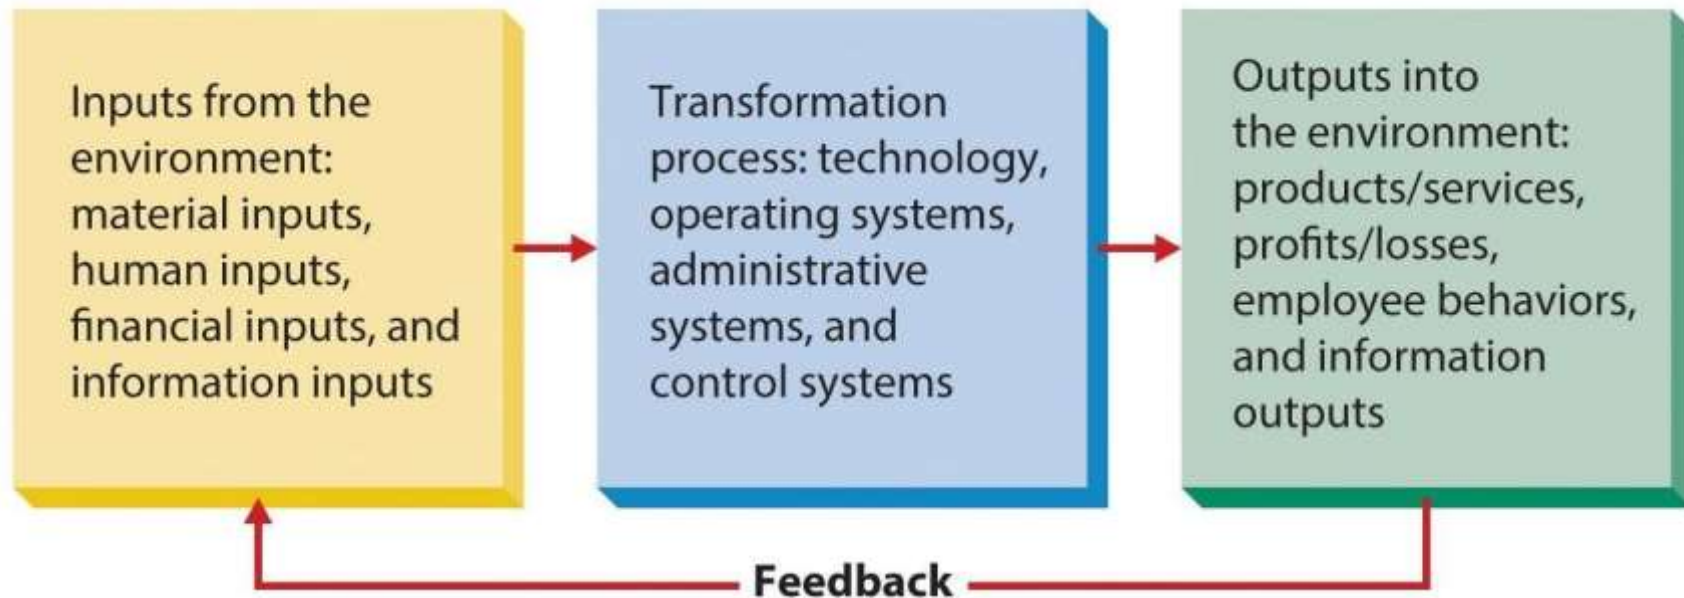 Inputs from the
environment:
material inputs,
human inputs,
financial inputs, and
information inputs
Transformation
process: technology,
operating systems,
administrative
systems, and
control systems
Outputs into
the environment:
products/services,
profits/losses,
employee behaviors,
and information
outputs
Feedback